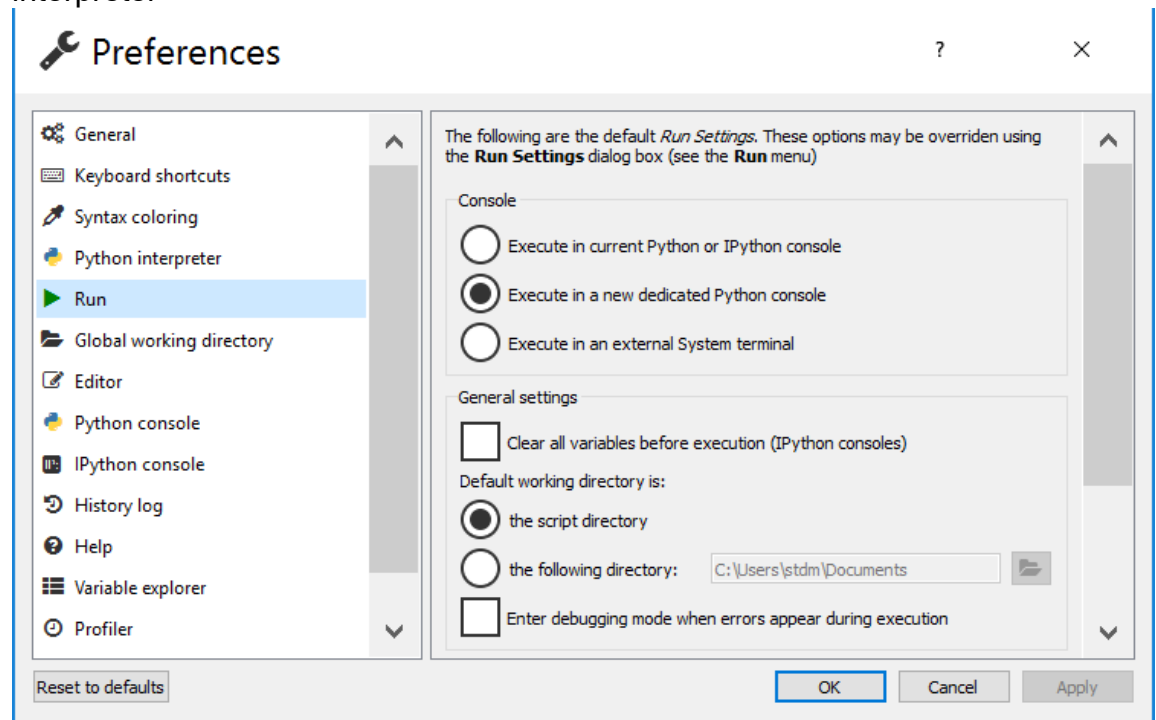 Preferences
?
General
Keyboard shortcuts
Syntax coloring
Python interpreter
Run
Global working directory
Editor
Python console
IPython console
History log
Help
Variable explorer
Profiler
The following are the default Run Settings. These options may be overriden using
the Run Settings dialog box (see the Run menu)
Console
Execute in current Python or IPython console
Execute in a new dedicated Python console
Execute in an external System terminal
General settings
Clear all variables before execution (IPython consoles)
Default working directory is:
the script directory
the following directory: C:\Users\stdm\Documents
Enter debugging mode when errors appear during execution
Reset to defaults
OK Cancel Apply